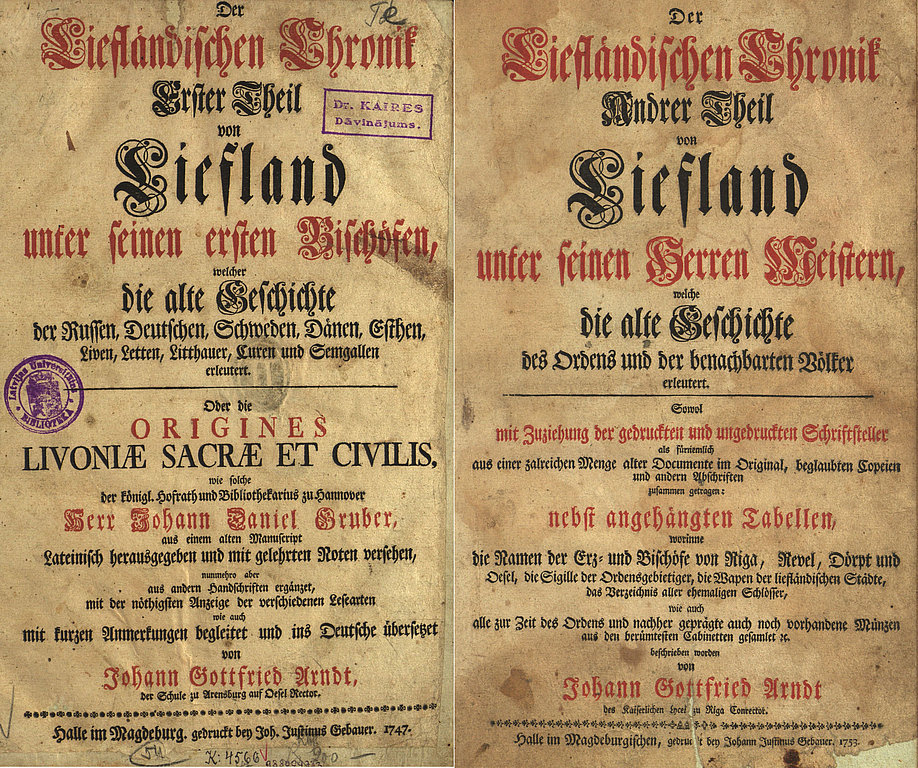 Der
Liefländischen Chronik
Erster Theil
von
Liefland
unter seinen ersten Bischöfen,
welcher
die alte Geschichte
der Russen, Deutschen, Schweden, Dänen, Esthen,
Liven, Letten, Litthauer, Curen und Semgallen
erleutert.
Oder die
ORIGINES
LIVONIÆ SACRÆ ET CIVILIS,
wie solche
der königl. Hofrath und Bibliothekarius zu Hannover
Herr Johann Daniel Gruber,
aus einem alten Manuscript
Lateinisch herausgegeben und mit gelehrten Noten versehen,
nunmehro aber
aus andern Handschriften ergänzet,
mit der nöthigsten Anzeige der verschiedenen Lesearten
wie auch
mit kurzen Anmerkungen begleitet und ins Deutsche übersetzet
von
Johann Gottfried Arndt,
der Schule zu Arensburg auf Oesel Rector.
Halle im Magdeburg. gedruckt bey Joh. Justinus Gebauer. 1747.
Dr. KAIRES
Dāvinājums.
Latvijas Universitātes
BIBLIOTEKA
K: 4566
Der
Liefländischen Chronik
Andrer Theil
von
Liefland
unter seinen Herren Meistern,
welche
die alte Geschichte
des Ordens und der benachbarten Völker
erleutert.
Sowol
mit Zuziehung der gedruckten und ungedruckten Schriftsteller
als fürnemlich
aus einer zalreichen Menge alter Documente im Original, beglaubten Copeien
und andern Abschriften
zusammen getragen:
nebst angehängten Tabellen,
worinne
die Namen der Erz- und Bischöfe von Riga, Revel, Dörpt und
Oesel, die Sigille der Ordensgebietiger, die Wapen der liefländischen Städte,
das Verzeichnis aller ehemaligen Schlösser,
wie auch
alle zur Zeit des Ordens und nachher geprägte auch noch vorhandene Münzen
aus den berümtesten Cabinetten gesamlet ꝛc.
beschrieben worden
von
Johann Gottfried Arndt
des Kaiserlichen Lycei zu Riga Conrector.
Halle im Magdeburgischen, gedruckt bey Johann Justinus Gebauer. 1753.